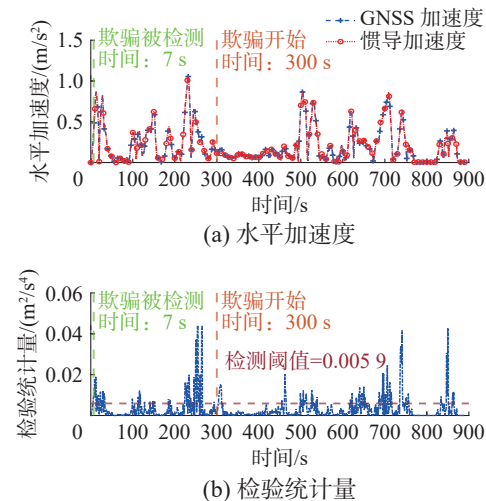 GNSS 加速度
惯导加速度
欺骗被检测
时间：7 s
欺骗开始
时间：300 s
水平加速度/(m/s²)
1.5
1.0
0.5
0 100 200 300 400 500 600 700 800 900
时间/s
(a) 水平加速度
欺骗被检测
时间：7 s
欺骗开始
时间：300 s
检测阈值=0.005 9
检验统计量/(m²/s⁴)
0.06
0.04
0.02
0 100 200 300 400 500 600 700 800 900
时间/s
(b) 检验统计量